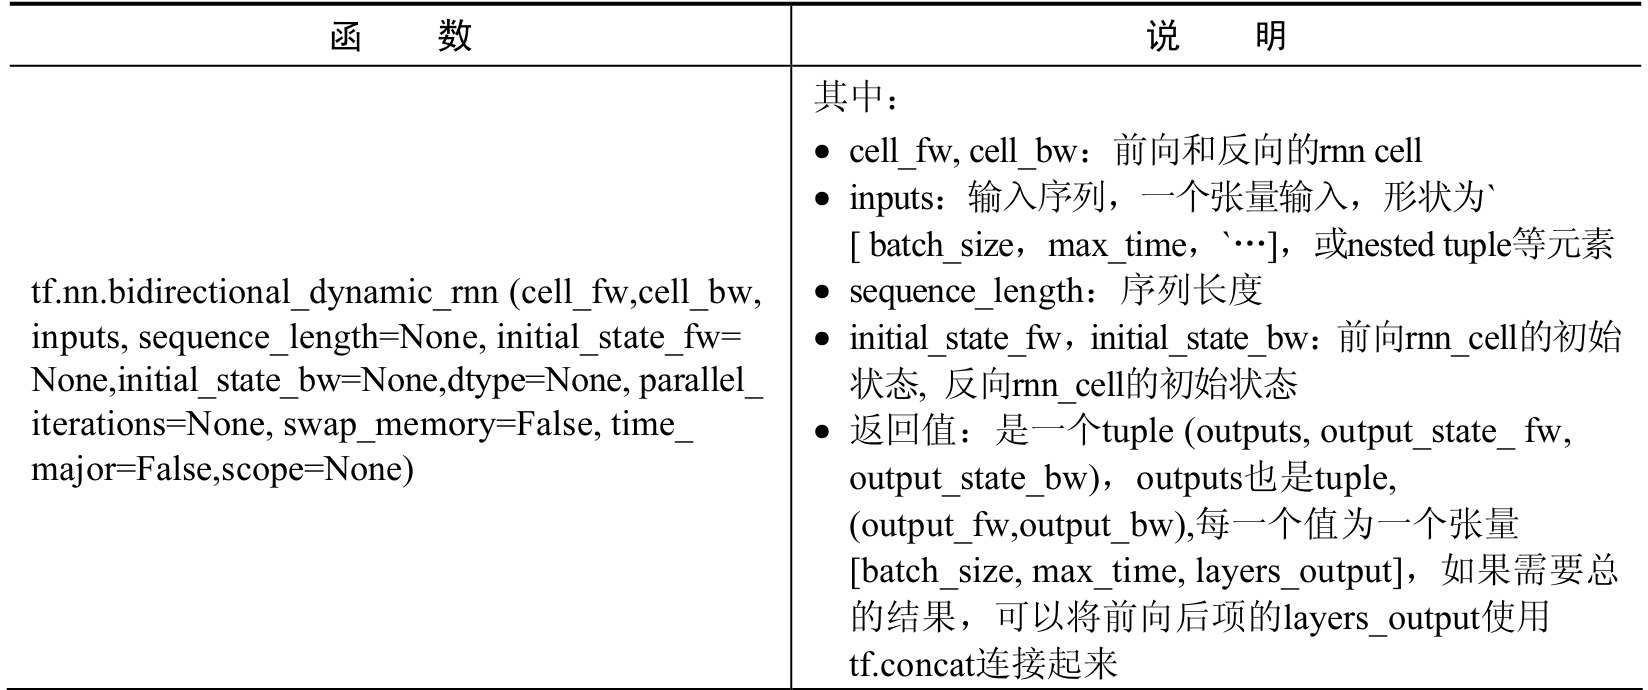 函 数
说 明
tf.nn.bidirectional_dynamic_rnn (cell_fw,cell_bw,
inputs, sequence_length=None, initial_state_fw=
None,initial_state_bw=None,dtype=None, parallel_
iterations=None, swap_memory=False, time_
major=False,scope=None)
其中：
● cell_fw, cell_bw：前向和反向的rnn cell
● inputs：输入序列，一个张量输入，形状为`
[ batch_size，max_time，`…]，或nested tuple等元素
● sequence_length：序列长度
● initial_state_fw，initial_state_bw：前向rnn_cell的初始
状态, 反向rnn_cell的初始状态
● 返回值：是一个tuple (outputs, output_state_ fw,
output_state_bw)，outputs也是tuple,
(output_fw,output_bw),每一个值为一个张量
[batch_size, max_time, layers_output]，如果需要总
的结果，可以将前向后项的layers_output使用
tf.concat连接起来